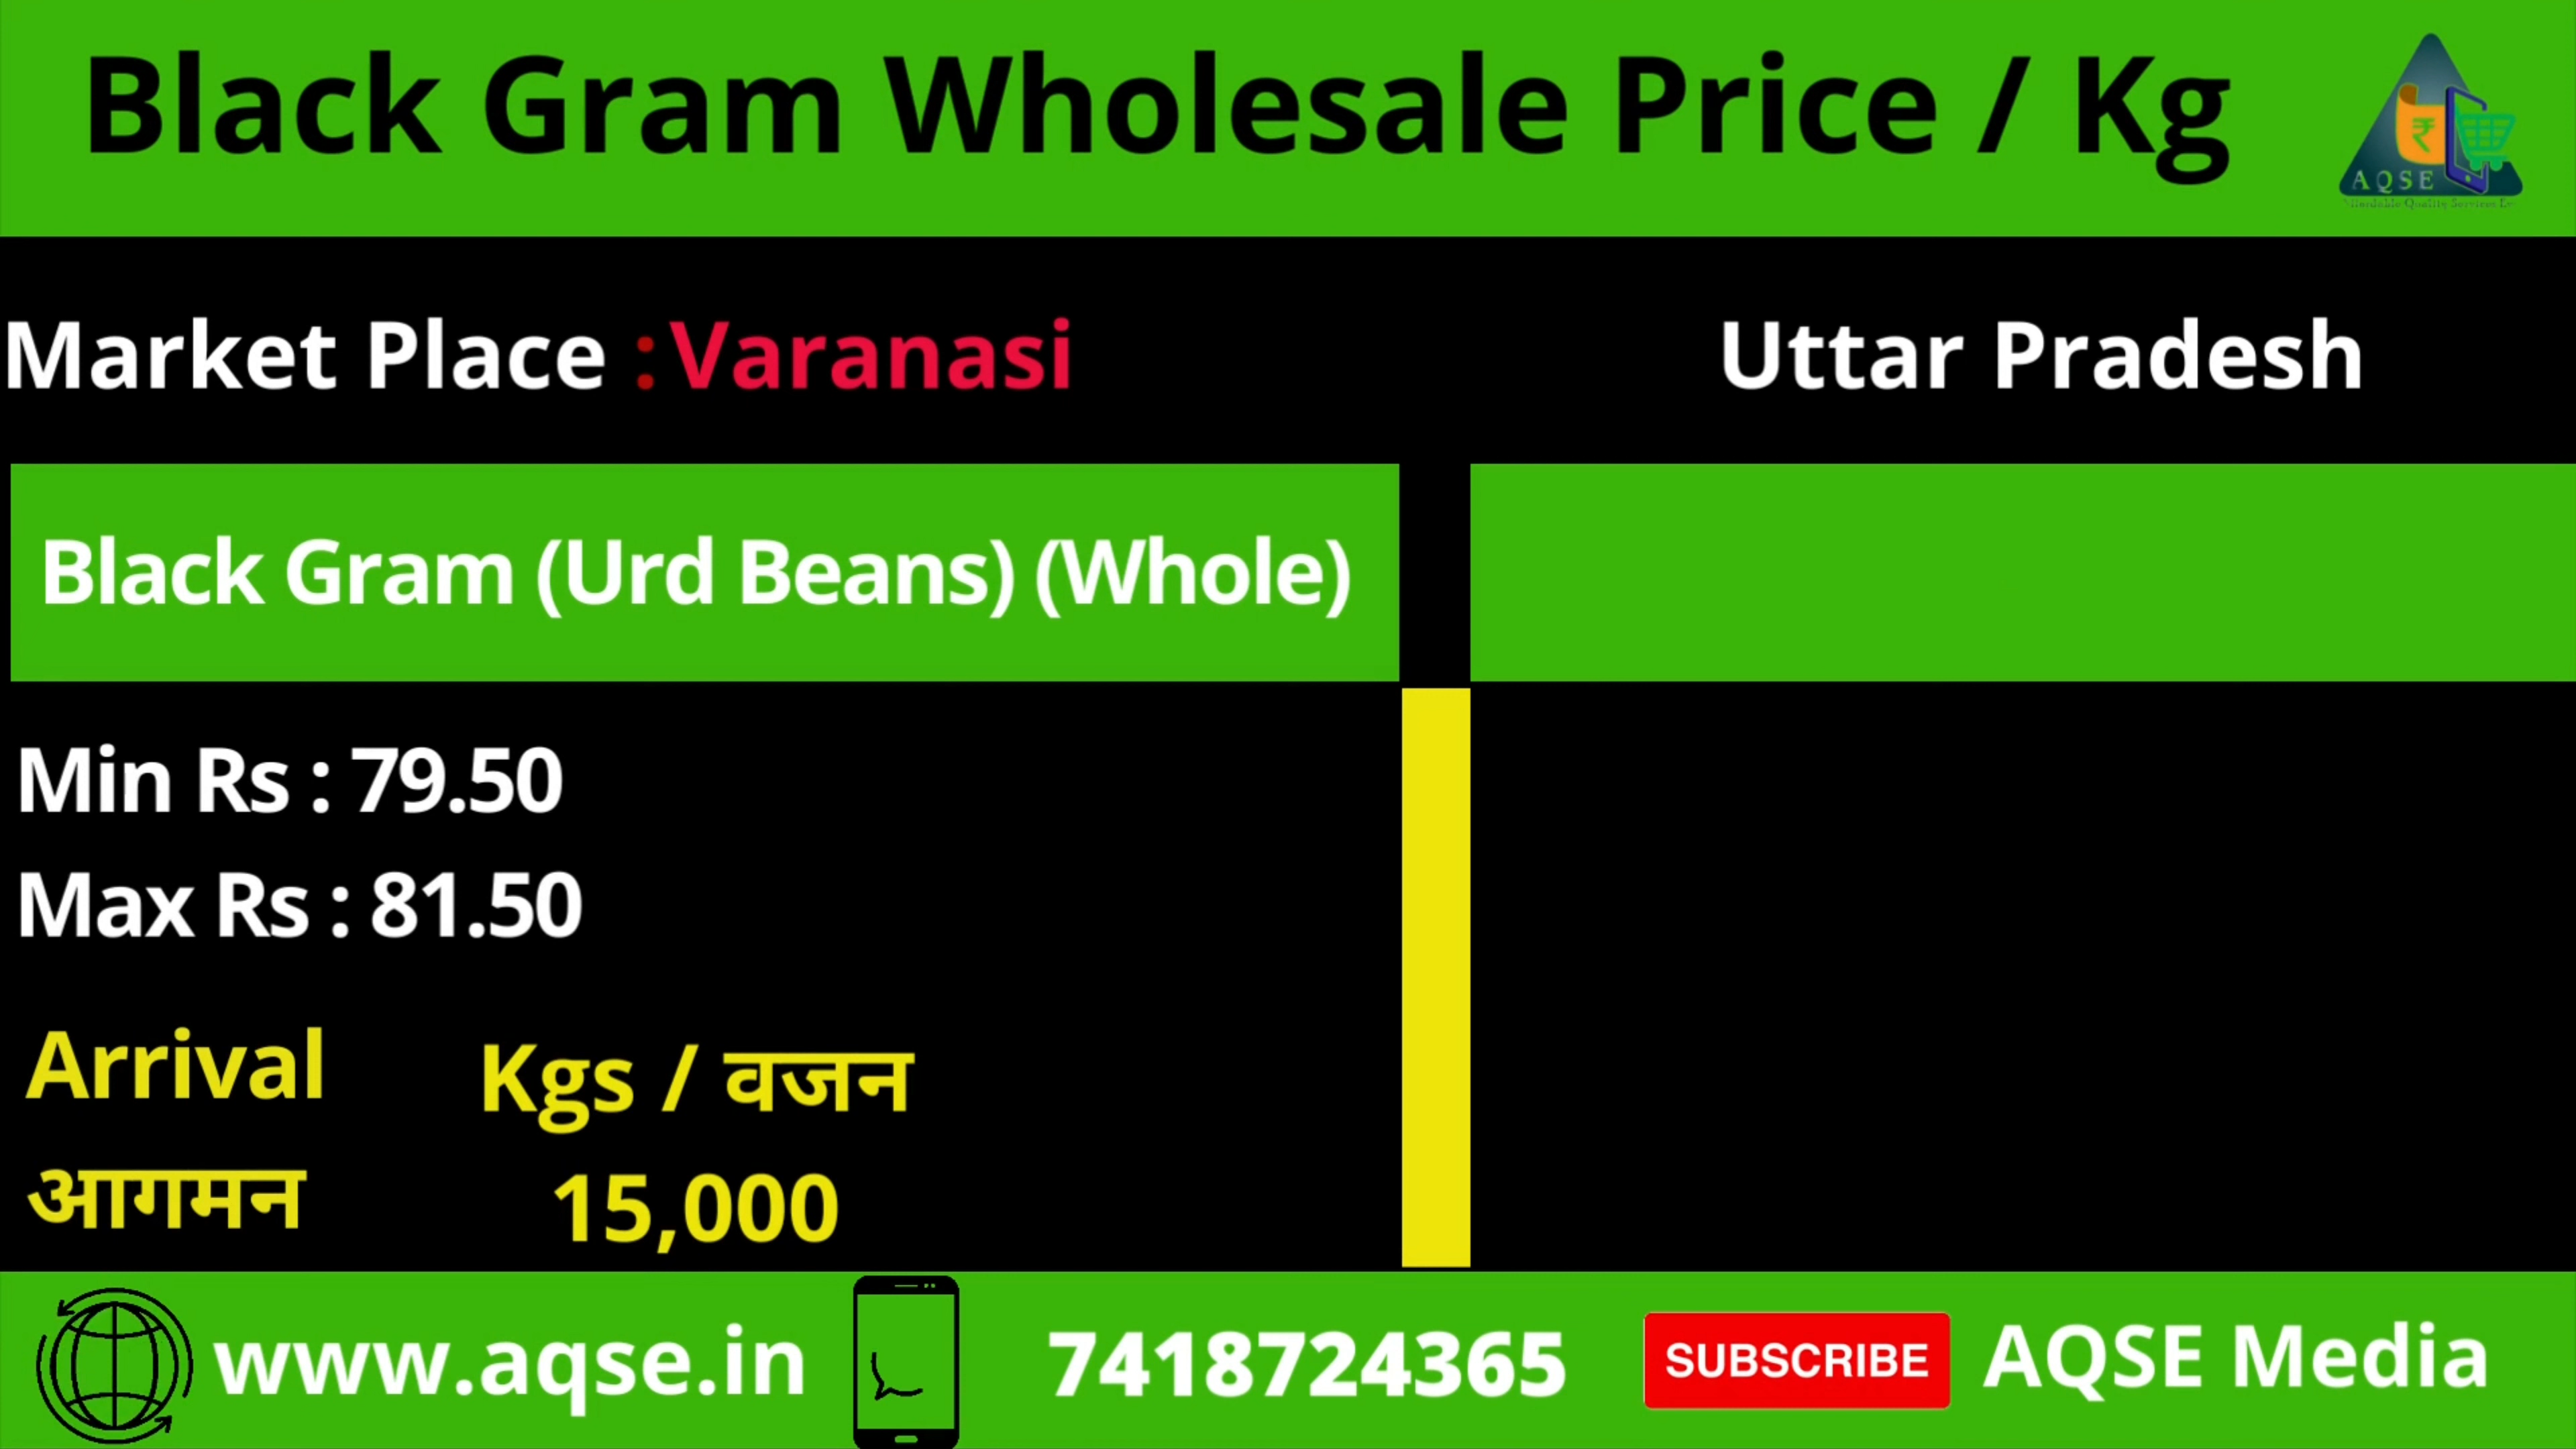 Black Gram Wholesale Price / Kg
₹
AQSE
Market Place : Varanasi
Uttar Pradesh
Black Gram (Urd Beans) (Whole)
Min Rs : 79.50
Max Rs : 81.50
Arrival
Kgs / वजन
आगमन
15,000
www.aqse.in
7418724365
SUBSCRIBE
AQSE Media